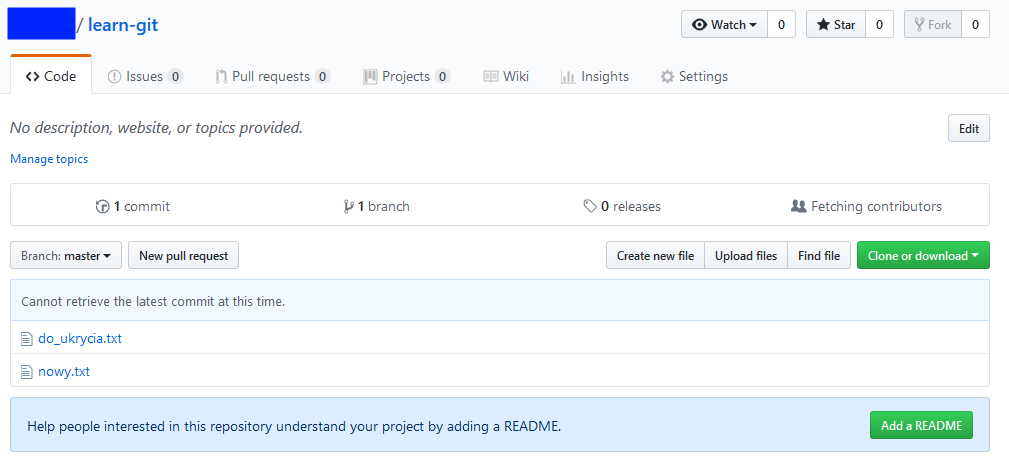 / learn-git
Watch 0 Star 0 Fork 0
Code Issues 0 Pull requests 0 Projects 0 Wiki Insights Settings
No description, website, or topics provided.
Edit
Manage topics
1 commit 1 branch 0 releases Fetching contributors
Branch: master New pull request Create new file Upload files Find file Clone or download
Cannot retrieve the latest commit at this time.
do_ukrycia.txt
nowy.txt
Help people interested in this repository understand your project by adding a README. Add a README